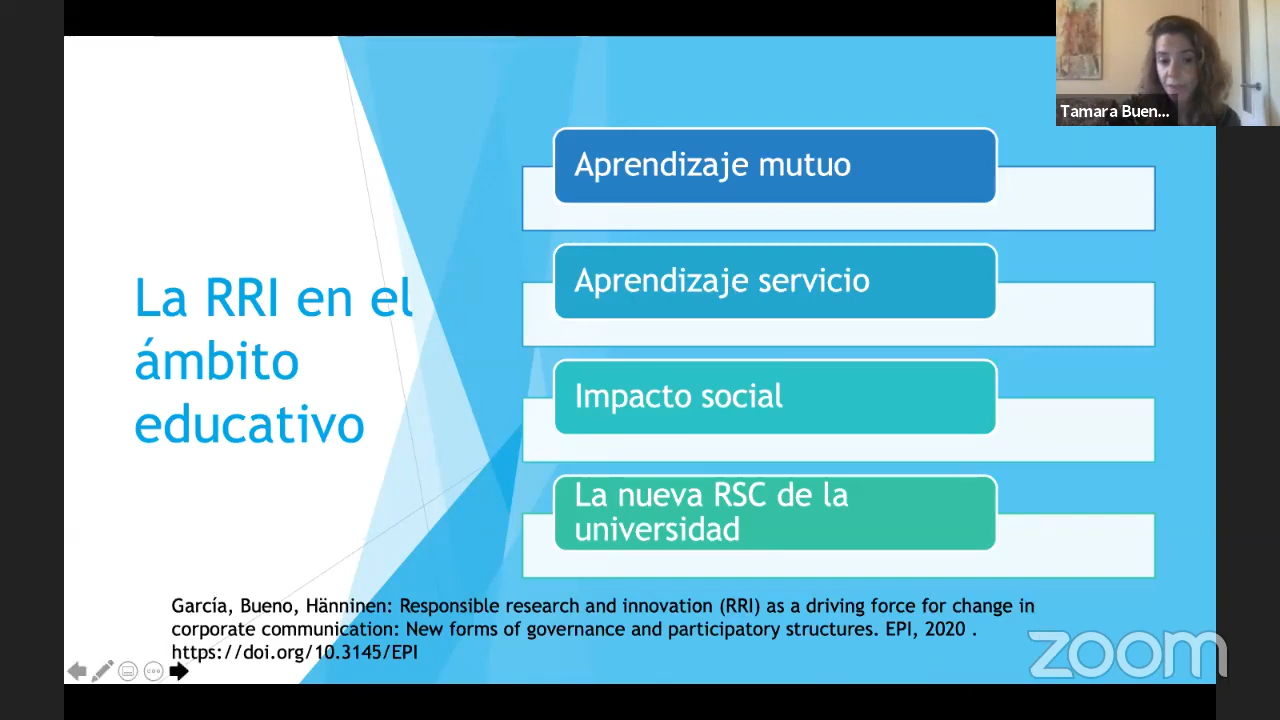 Tamara Buen...
Aprendizaje mutuo
Aprendizaje servicio
La RRI en el
ámbito
educativo
Impacto social
La nueva RSC de la
universidad
García, Bueno, Hänninen: Responsible research and innovation (RRI) as a driving force for change in
corporate communication: New forms of governance and participatory structures. EPI, 2020 .
https://doi.org/10.3145/EPI
zoom